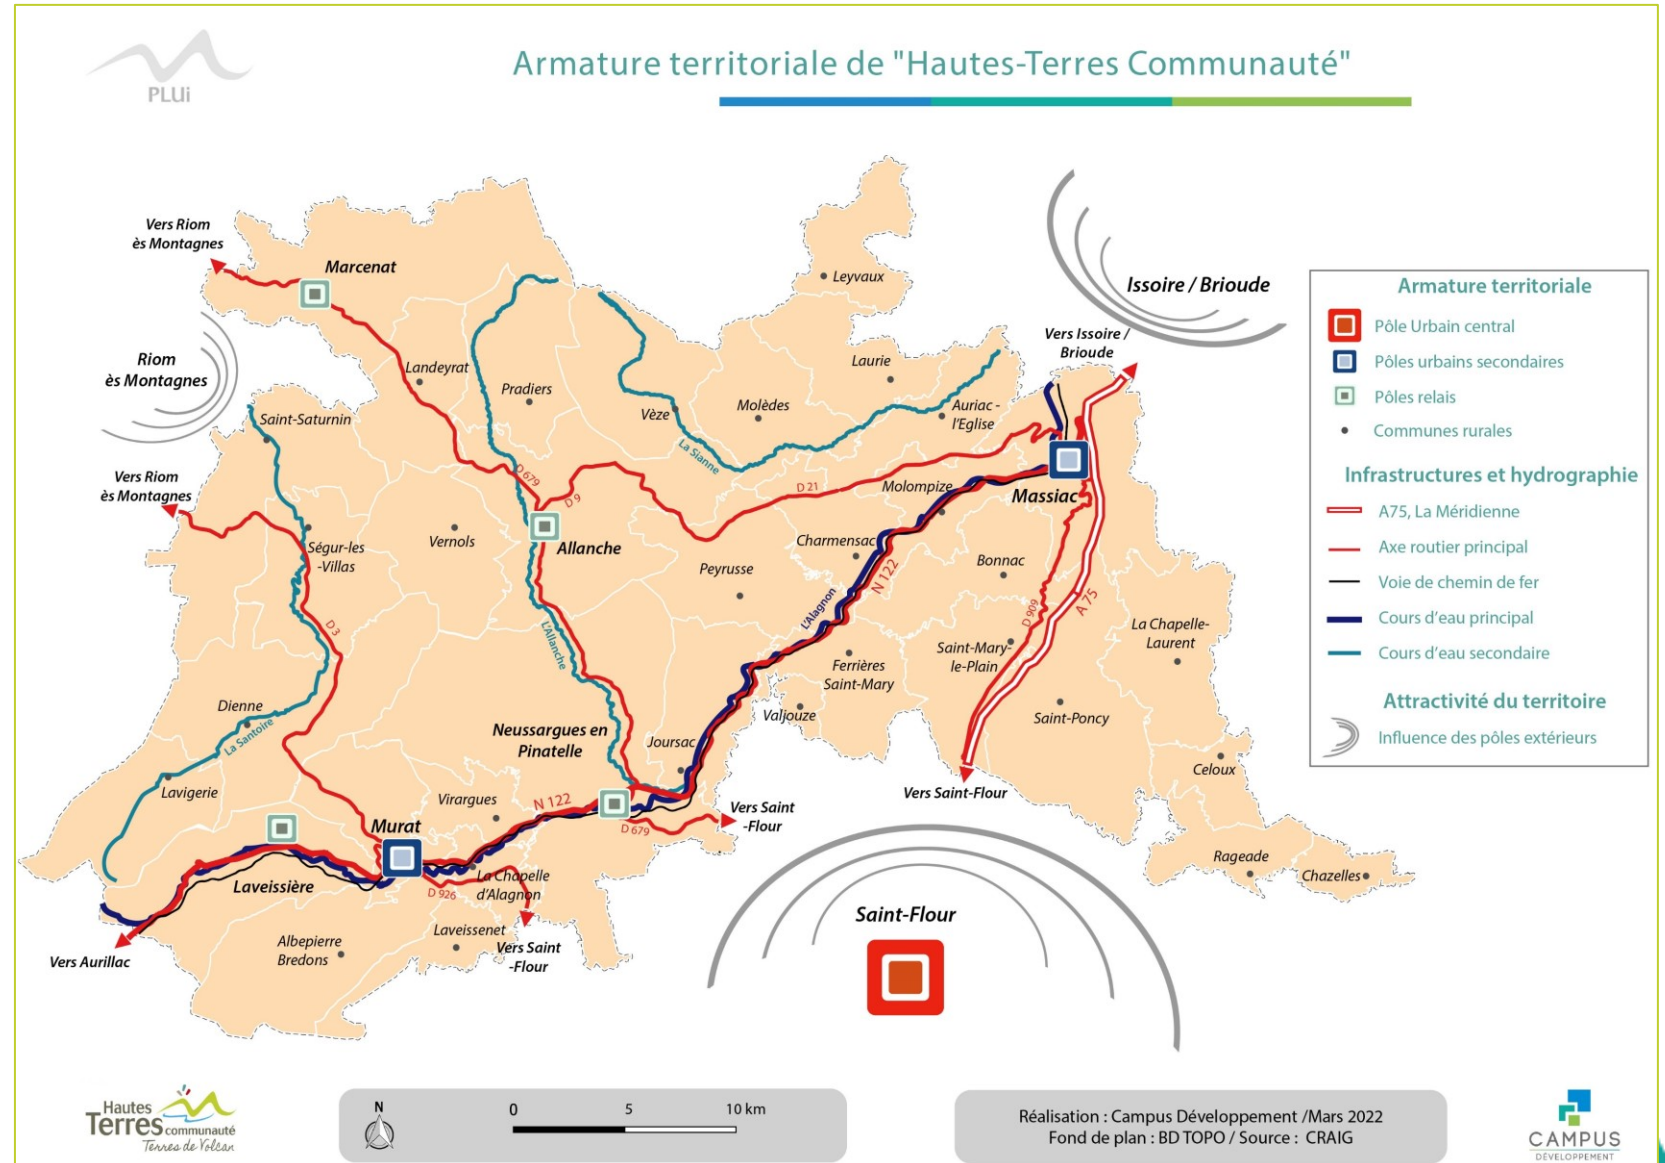 PLUi
Armature territoriale de "Hautes-Terres Communauté"
Vers Riom
ès Montagnes
Marcenat
Leyvaux
Issoire / Brioude
Vers Issoire /
Brioude
Riom
ès Montagnes
Landeyrat
Pradiers
Laurie
Vèze
Molèdes
Auriac -
l'Eglise
Saint-Saturnin
La Sianne
Vers Riom
ès Montagnes
D 679
D 9
D 21
Molompize
Massiac
Ségur-les
-Villas
Vernols
Allanche
Charmensac
Peyrusse
Bonnac
N 122
L'Alagnon
D 909
A 75
D 3
L'Allanche
La Chapelle-
Laurent
Saint-Mary-
le-Plain
Ferrières
Saint-Mary
Dienne
La Santoire
Neussargues en
Pinatelle
Joursac
Valjouze
Saint-Poncy
Celoux
Lavigerie
Virargues
N 122
Vers Saint
-Flour
D 679
Vers Saint-Flour
Murat
Laveissière
La Chapelle
d'Alagnon
D 926
Rageade
Chazelles
Albepierre
Bredons
Laveissenet
Vers Saint
-Flour
Vers Aurillac
Saint-Flour
Armature territoriale
Pôle Urbain central
Pôles urbains secondaires
Pôles relais
Communes rurales
Infrastructures et hydrographie
A75, La Méridienne
Axe routier principal
Voie de chemin de fer
Cours d'eau principal
Cours d'eau secondaire
Attractivité du territoire
Influence des pôles extérieurs
Hautes
Terres communauté
Terres de Volcan
N
0 5 10 km
Réalisation : Campus Développement /Mars 2022
Fond de plan : BD TOPO / Source : CRAIG
CAMPUS
DÉVELOPPEMENT